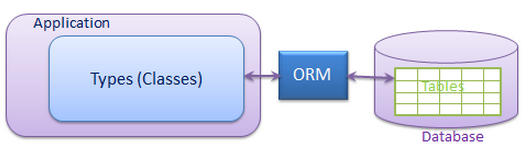 Application
Types (Classes)
ORM
Tables
Database